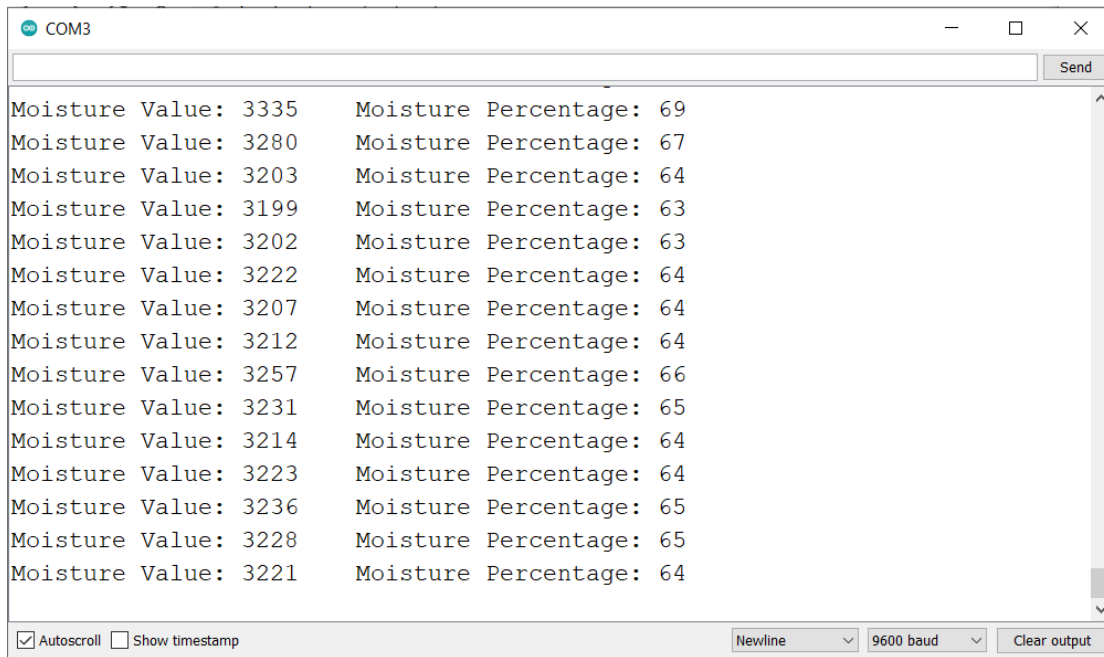 COM3
Send
Moisture Value: 3335 Moisture Percentage: 69
Moisture Value: 3280 Moisture Percentage: 67
Moisture Value: 3203 Moisture Percentage: 64
Moisture Value: 3199 Moisture Percentage: 63
Moisture Value: 3202 Moisture Percentage: 63
Moisture Value: 3222 Moisture Percentage: 64
Moisture Value: 3207 Moisture Percentage: 64
Moisture Value: 3212 Moisture Percentage: 64
Moisture Value: 3257 Moisture Percentage: 66
Moisture Value: 3231 Moisture Percentage: 65
Moisture Value: 3214 Moisture Percentage: 64
Moisture Value: 3223 Moisture Percentage: 64
Moisture Value: 3236 Moisture Percentage: 65
Moisture Value: 3228 Moisture Percentage: 65
Moisture Value: 3221 Moisture Percentage: 64
Autoscroll Show timestamp Newline 9600 baud Clear output